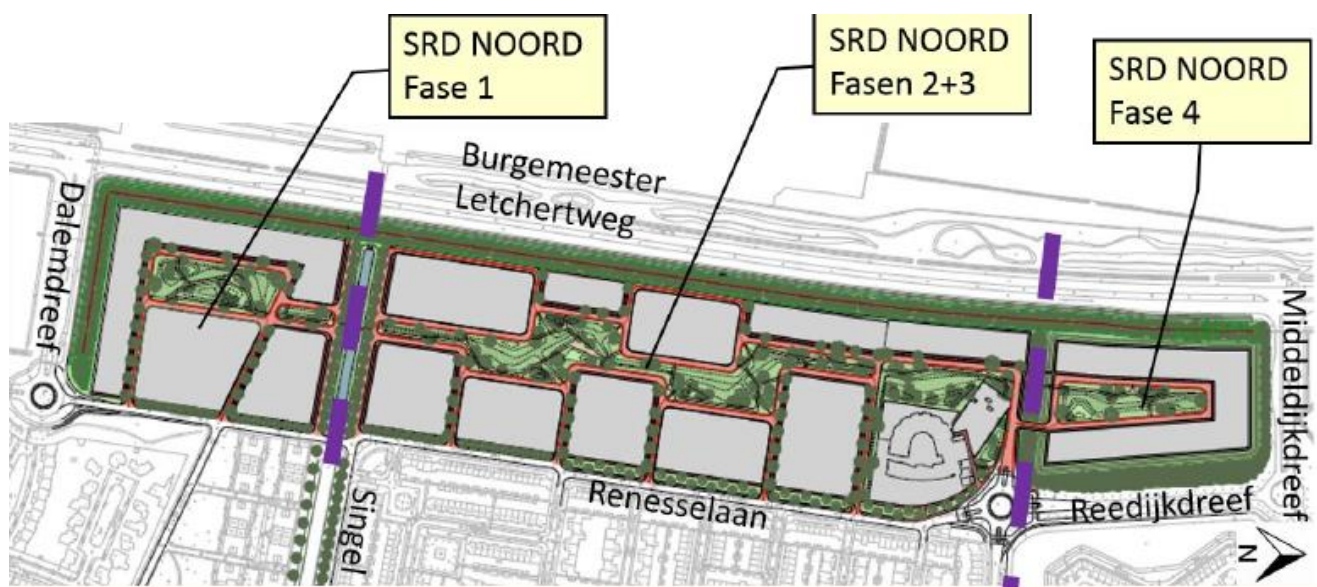 SRD NOORD
Fase 1
SRD NOORD
Fasen 2+3
SRD NOORD
Fase 4
Burgemeester
Letchertweg
Dalemdreef
Singel
Renesselaan
Reedijkdreef
Middeldijkdreef
N